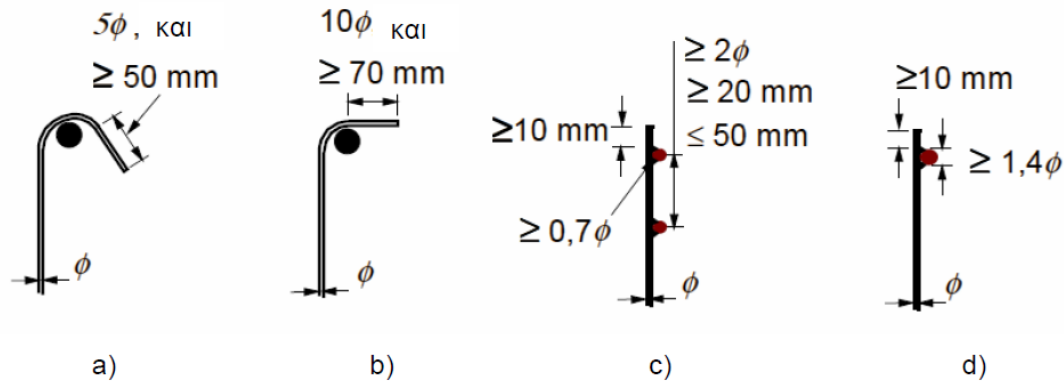 5ϕ, και
≥ 50 mm
ϕ
a)
10ϕ και
≥ 70 mm
ϕ
b)
≥ 2ϕ
≥ 20 mm
≤ 50 mm
≥10 mm
≥ 0,7ϕ
ϕ
c)
≥10 mm
≥ 1,4ϕ
ϕ
d)